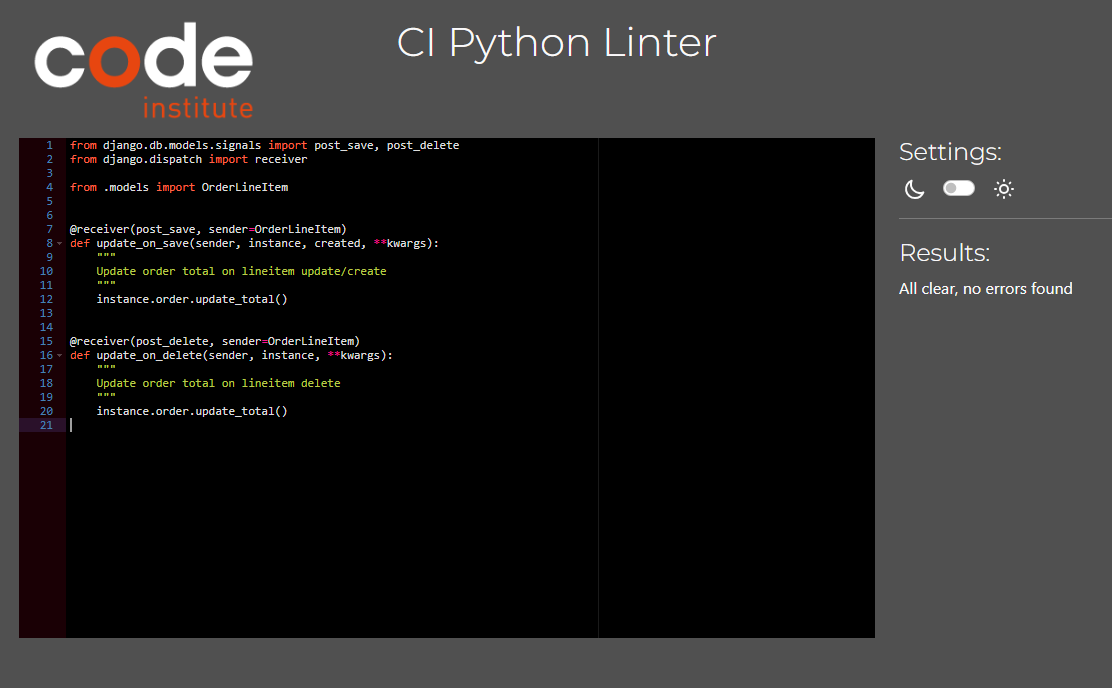 code
institute
CI Python Linter
1 from django.db.models.signals import post_save, post_delete
2 from django.dispatch import receiver
3
4 from .models import OrderLineItem
5
6
7 @receiver(post_save, sender=OrderLineItem)
8 def update_on_save(sender, instance, created, **kwargs):
9     """
10     Update order total on lineitem update/create
11     """
12     instance.order.update_total()
13
14
15 @receiver(post_delete, sender=OrderLineItem)
16 def update_on_delete(sender, instance, **kwargs):
17     """
18     Update order total on lineitem delete
19     """
20     instance.order.update_total()
21
Settings:
Results:
All clear, no errors found